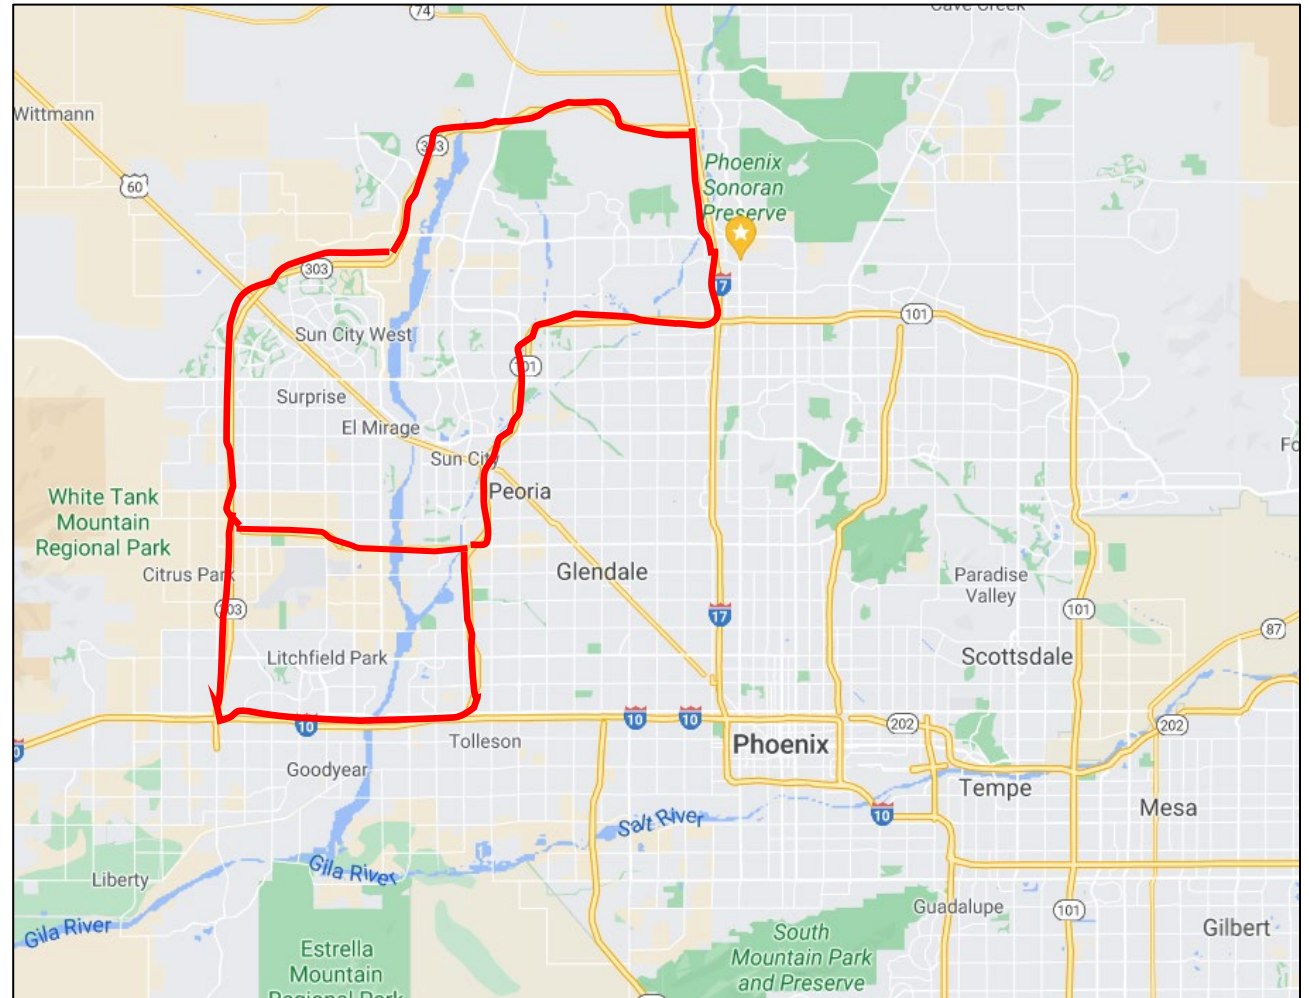 74
Cave Creek
Wittmann
303
60
Phoenix
Sonoran
Preserve
303
17
101
Sun City West
101
Surprise
El Mirage
Sun City
Peoria
White Tank
Mountain
Regional Park
Citrus Park
Glendale
Paradise
Valley
303
17
101
87
Litchfield Park
Scottsdale
10
10
10
202
202
Tolleson
Phoenix
Goodyear
Tempe
Mesa
10
Salt River
Gila River
Liberty
Guadalupe
101
Gila River
Gilbert
Estrella
Mountain
Regional Park
South
Mountain Park
and Preserve